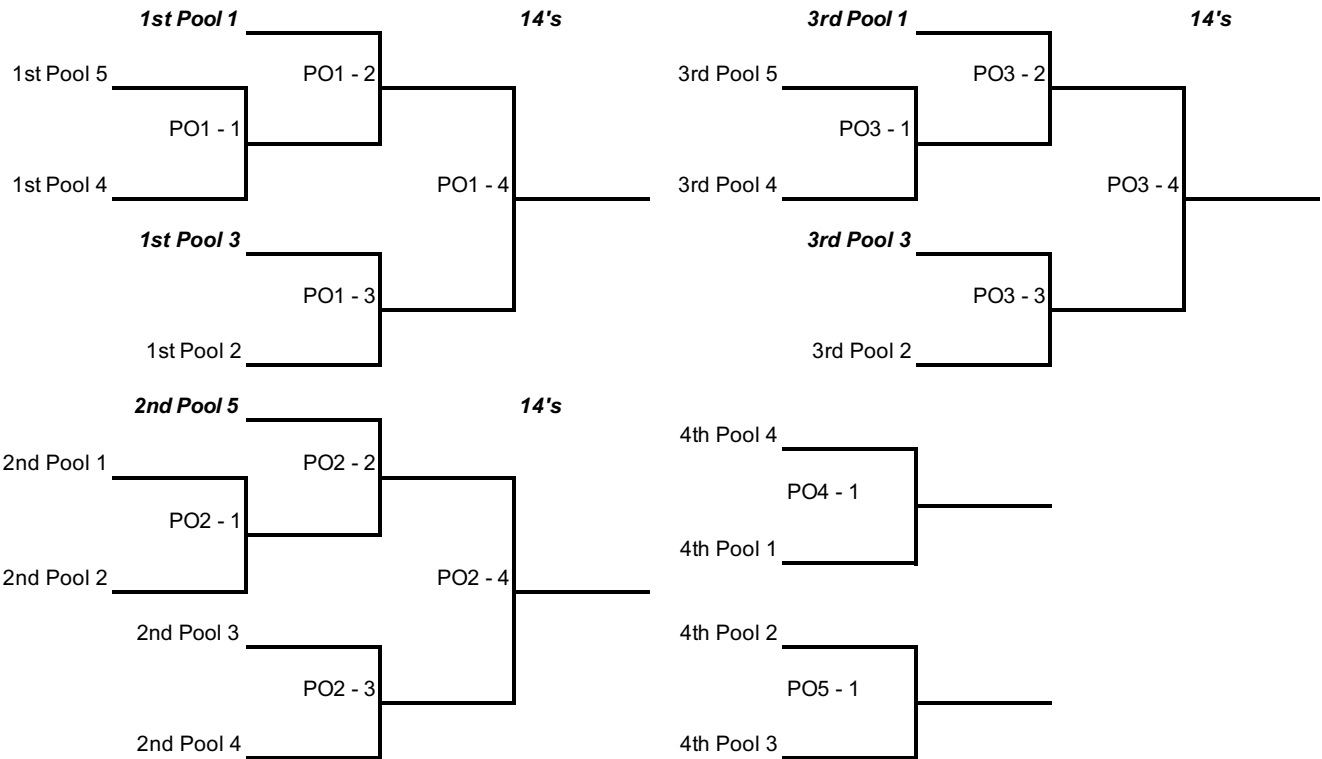 1st Pool 1
14's
1st Pool 5
PO1 - 2
PO1 - 1
1st Pool 4
PO1 - 4
1st Pool 3
PO1 - 3
1st Pool 2
3rd Pool 1
14's
3rd Pool 5
PO3 - 2
PO3 - 1
3rd Pool 4
PO3 - 4
3rd Pool 3
PO3 - 3
3rd Pool 2
2nd Pool 5
14's
2nd Pool 1
PO2 - 2
PO2 - 1
2nd Pool 2
PO2 - 4
2nd Pool 3
PO2 - 3
2nd Pool 4
4th Pool 4
PO4 - 1
4th Pool 1
4th Pool 2
PO5 - 1
4th Pool 3